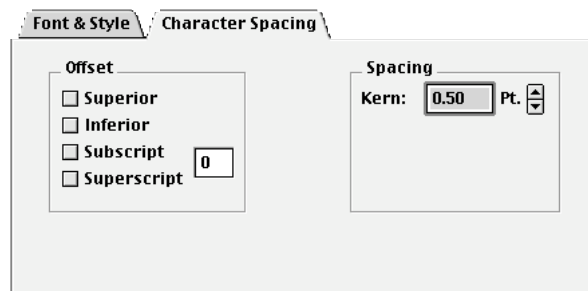 Font & Style
Character Spacing
Offset
Superior
Inferior
Subscript
Superscript
0
Spacing
Kern: 0.50 Pt.